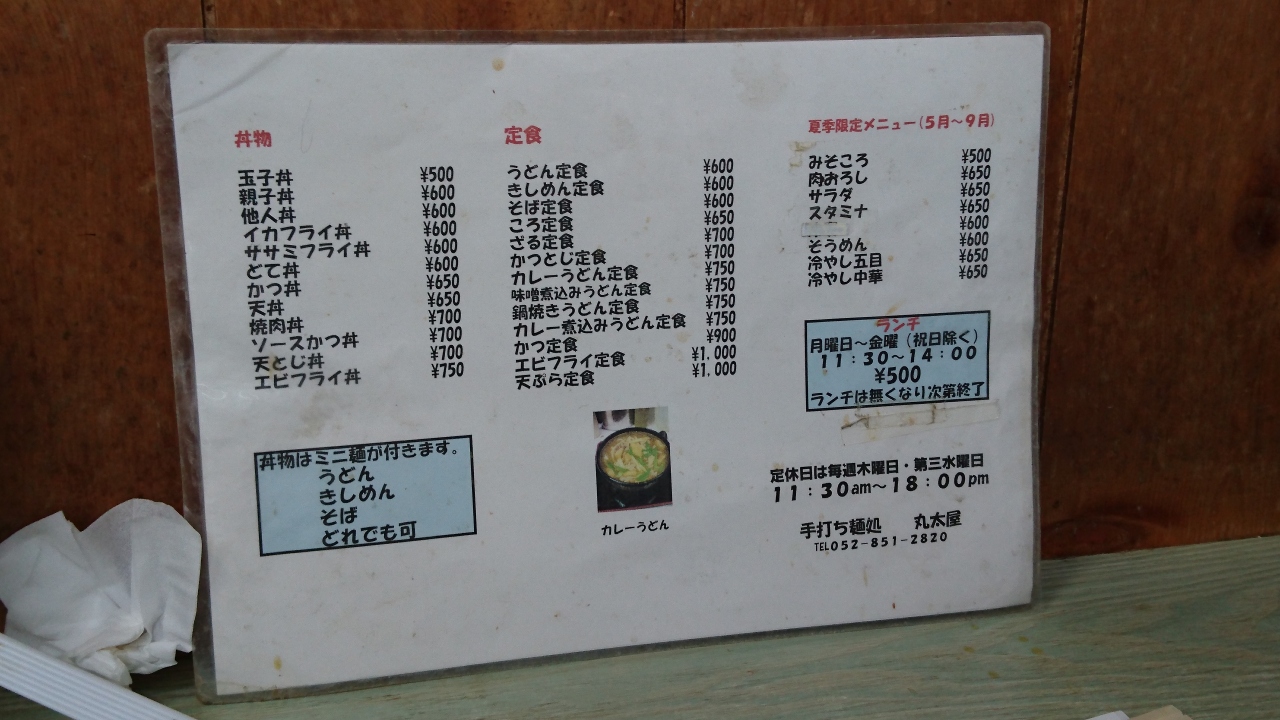 丼物
玉子丼 ¥500
親子丼 ¥600
他人丼 ¥600
イカフライ丼 ¥600
ササミフライ丼 ¥600
とて丼 ¥600
かつ丼 ¥650
天丼 ¥650
焼肉丼 ¥700
ソースかつ丼 ¥700
天とじ丼 ¥700
エビフライ丼 ¥750
丼物はミニ麺が付きます。
うどん
きしめん
そば
どれでも可
定食
うどん定食 ¥600
きしめん定食 ¥600
そば定食 ¥600
ころ定食 ¥650
ざる定食 ¥700
かつとじ定食 ¥700
カレーうどん定食 ¥750
味噌煮込みうどん定食 ¥750
鍋焼きうどん定食 ¥750
カレー煮込みうどん定食 ¥750
かつ定食 ¥900
エビフライ定食 ¥1,000
天ぷら定食 ¥1,000
カレーうどん
夏季限定メニュー(5月〜9月)
みそころ ¥500
肉おろし ¥650
サラダ ¥650
スタミナ ¥650
¥600
そうめん ¥600
冷やし五目 ¥650
冷やし中華 ¥650
ランチ
月曜日〜金曜(祝日除く)
11:30〜14:00
¥500
ランチは無くなり次第終了
定休日は毎週木曜日・第三水曜日
11:30am〜18:00pm
手打ち麺処 丸太屋
TEL052-851-2820